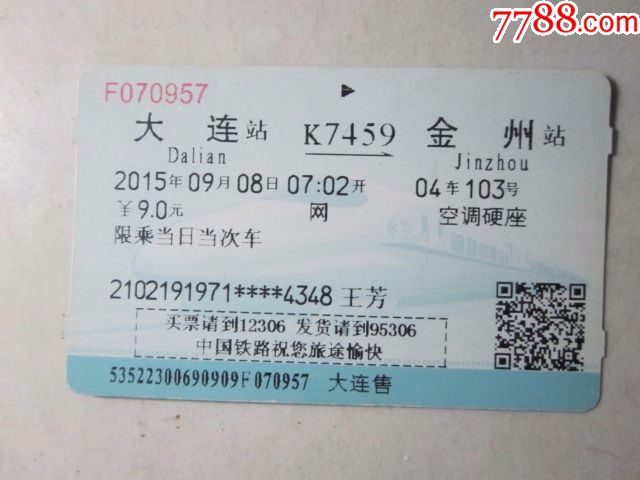 7788.com
F070957
大连站 K7459 金州站
Dalian Jinzhou
2015年09月08日07:02开 04车103号
￥9.0元 网 空调硬座
限乘当日当次车
2102191971****4348 王芳
买票请到12306 发货请到95306
中国铁路祝您旅途愉快
53522300690909F070957 大连售